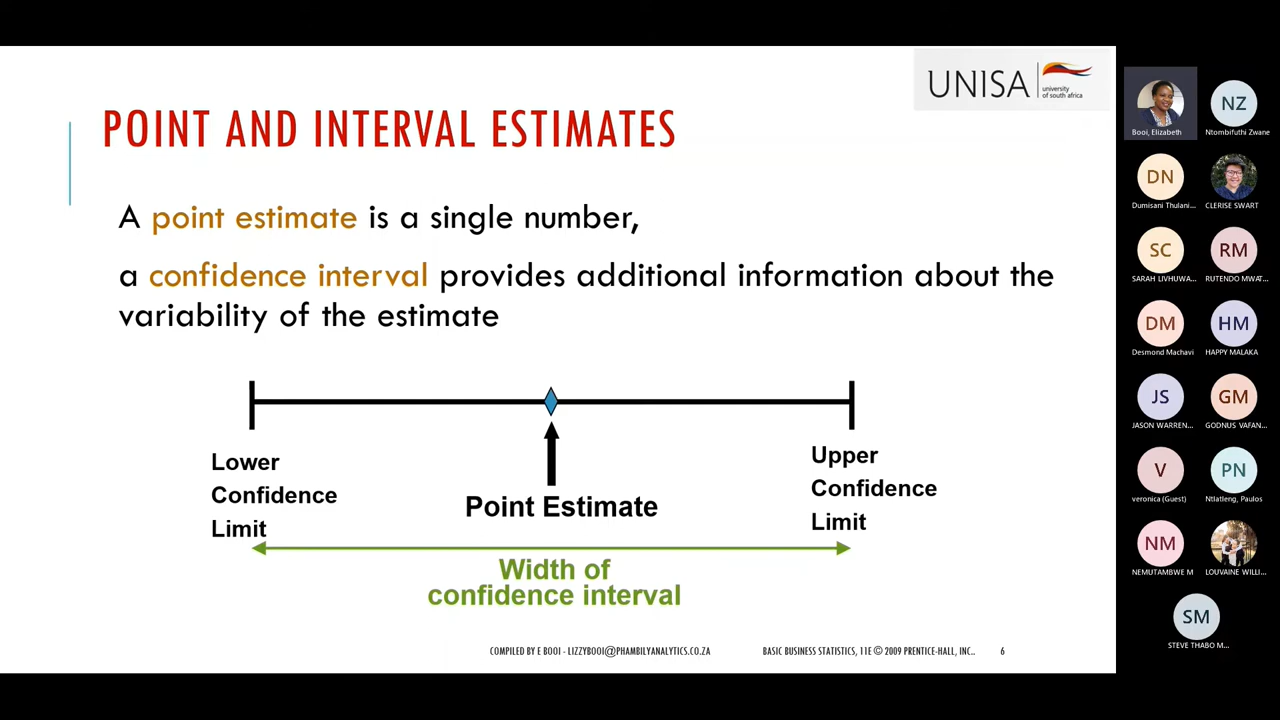 UNISA
university
of south africa
POINT AND INTERVAL ESTIMATES
A point estimate is a single number,
a confidence interval provides additional information about the
variability of the estimate
Lower
Confidence
Limit
Point Estimate
Upper
Confidence
Limit
Width of
confidence interval
COMPILED BY E BOOI - LIZZYBOOI@PHAMBILYANALYTICS.CO.ZA
BASIC BUSINESS STATISTICS, 11E © 2009 PRENTICE-HALL, INC..
6
Booi, Elizabeth
NZ
Ntombifuthi Zwane
DN
Dumisani Thulani...
CLERISE SWART
SC
SARAH LIVHUWA...
RM
RUTENDO MWAT...
DM
Desmond Machavi
HM
HAPPY MALAKA
JS
JASON WARREN...
GM
GODNUS VAFAN...
V
veronica (Guest)
PN
Ntlatleng, Paulos
NM
NEMUTAMBWE M
LOUVAINE WILLI...
SM
STEVE THABO M...